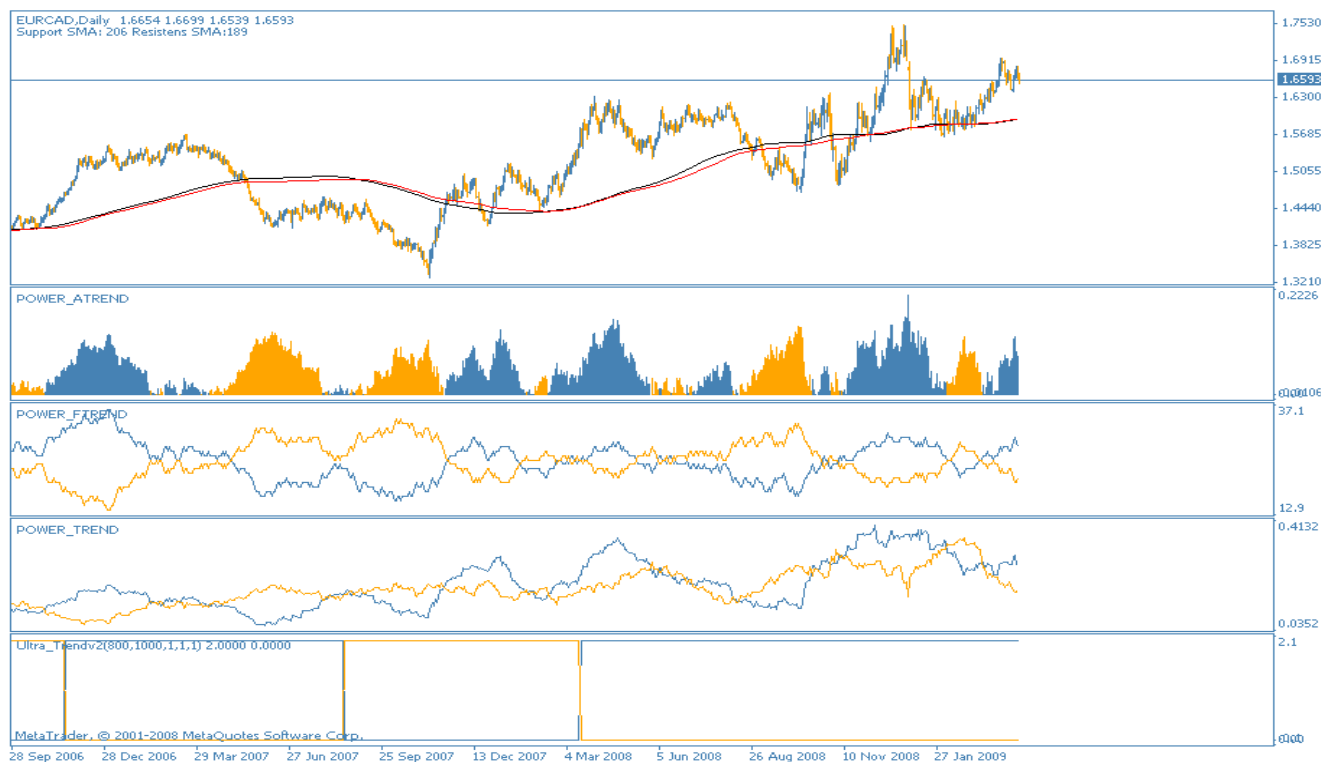 EURCAD,Daily 1.6654 1.6699 1.6539 1.6593
Support SMA: 206 Resistens SMA:189
1.7530
1.6915
1.6593
1.6300
1.5685
1.5055
1.4440
1.3825
1.3210
POWER_ATREND
0.2226
POWER_FTREND
37.1
12.9
POWER_TREND
0.4132
0.0352
Ultra_Trendv2(800,1000,1,1,1) 2.0000 0.0000
2.1
MetaTrader, © 2001-2008 MetaQuotes Software Corp.
28 Sep 2006 28 Dec 2006 29 Mar 2007 27 Jun 2007 25 Sep 2007 13 Dec 2007 4 Mar 2008 5 Jun 2008 26 Aug 2008 10 Nov 2008 27 Jan 2009